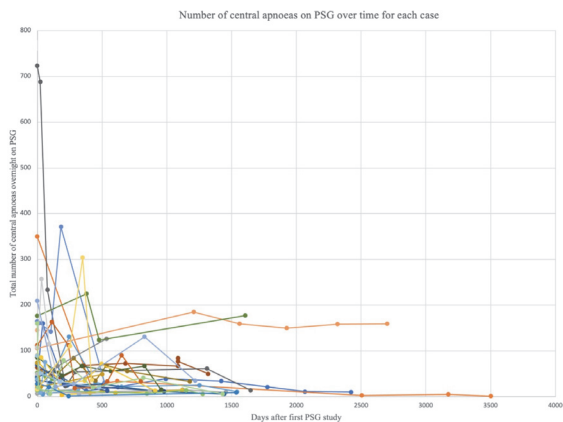 Number of central apnoeas on PSG over time for each case
800
700
600
500
400
300
200
100
0
Total number of central apnoeas overnight on PSG
0 500 1000 1500 2000 2500 3000 3500 4000
Days after first PSG study